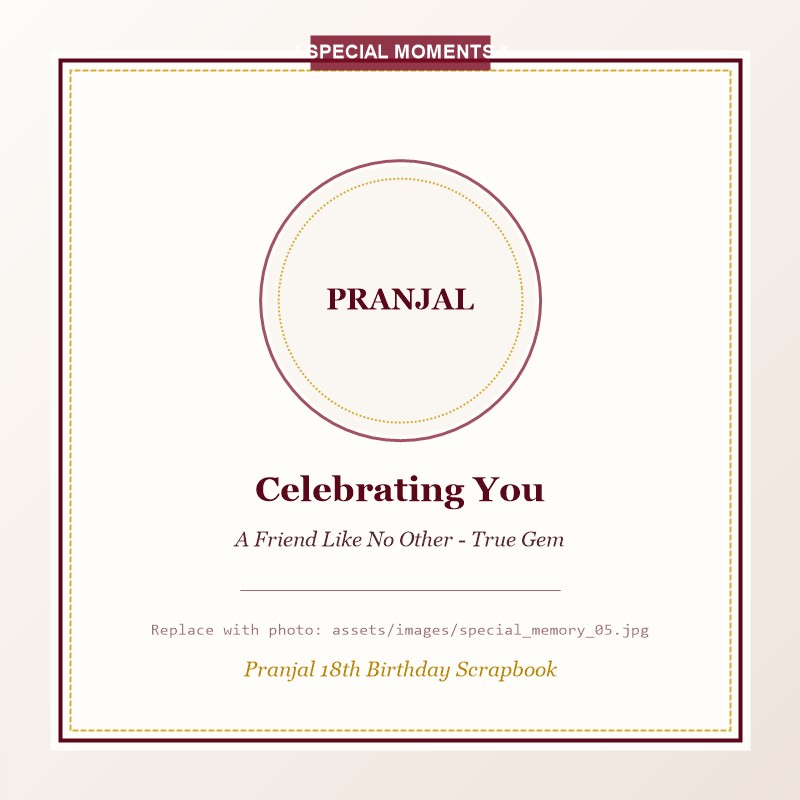 SPECIAL MOMENTS
PRANJAL
Celebrating You
A Friend Like No Other - True Gem
Replace with photo: assets/images/special_memory_05.jpg
Pranjal 18th Birthday Scrapbook